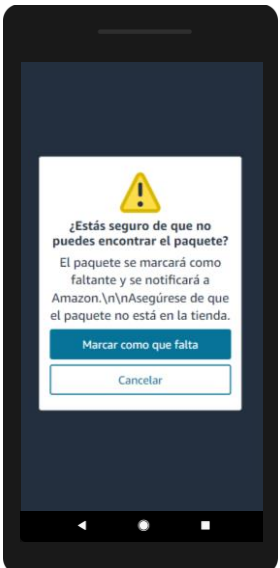 ¿Estás seguro de que no
puedes encontrar el paquete?
El paquete se marcará como
faltante y se notificará a
Amazon.\n\nAsegúrese de que
el paquete no está en la tienda.
Marcar como que falta
Cancelar